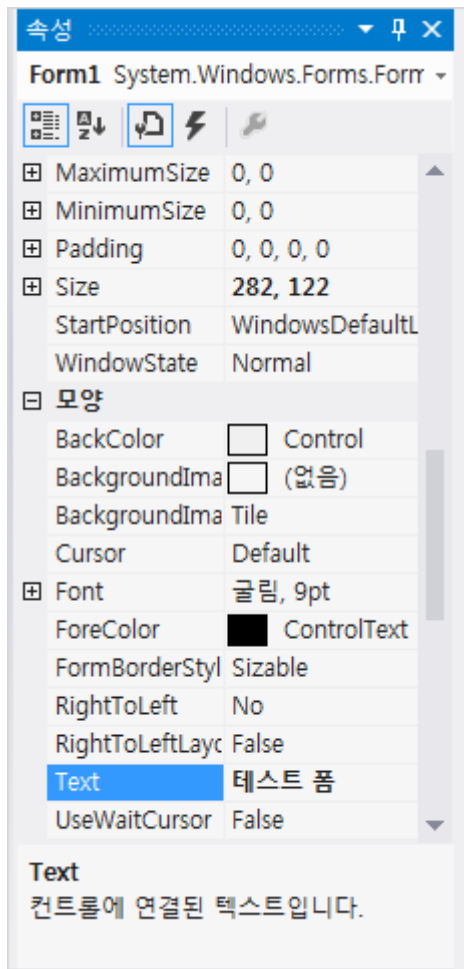 속성
Form1 System.Windows.Forms.Form
MaximumSize 0, 0
MinimumSize 0, 0
Padding 0, 0, 0, 0
Size 282, 122
StartPosition WindowsDefaultL
WindowState Normal
모양
BackColor Control
BackgroundIma (없음)
BackgroundIma Tile
Cursor Default
Font 굴림, 9pt
ForeColor ControlText
FormBorderStyl Sizable
RightToLeft No
RightToLeftLayc False
Text 테스트 폼
UseWaitCursor False
Text
컨트롤에 연결된 텍스트입니다.